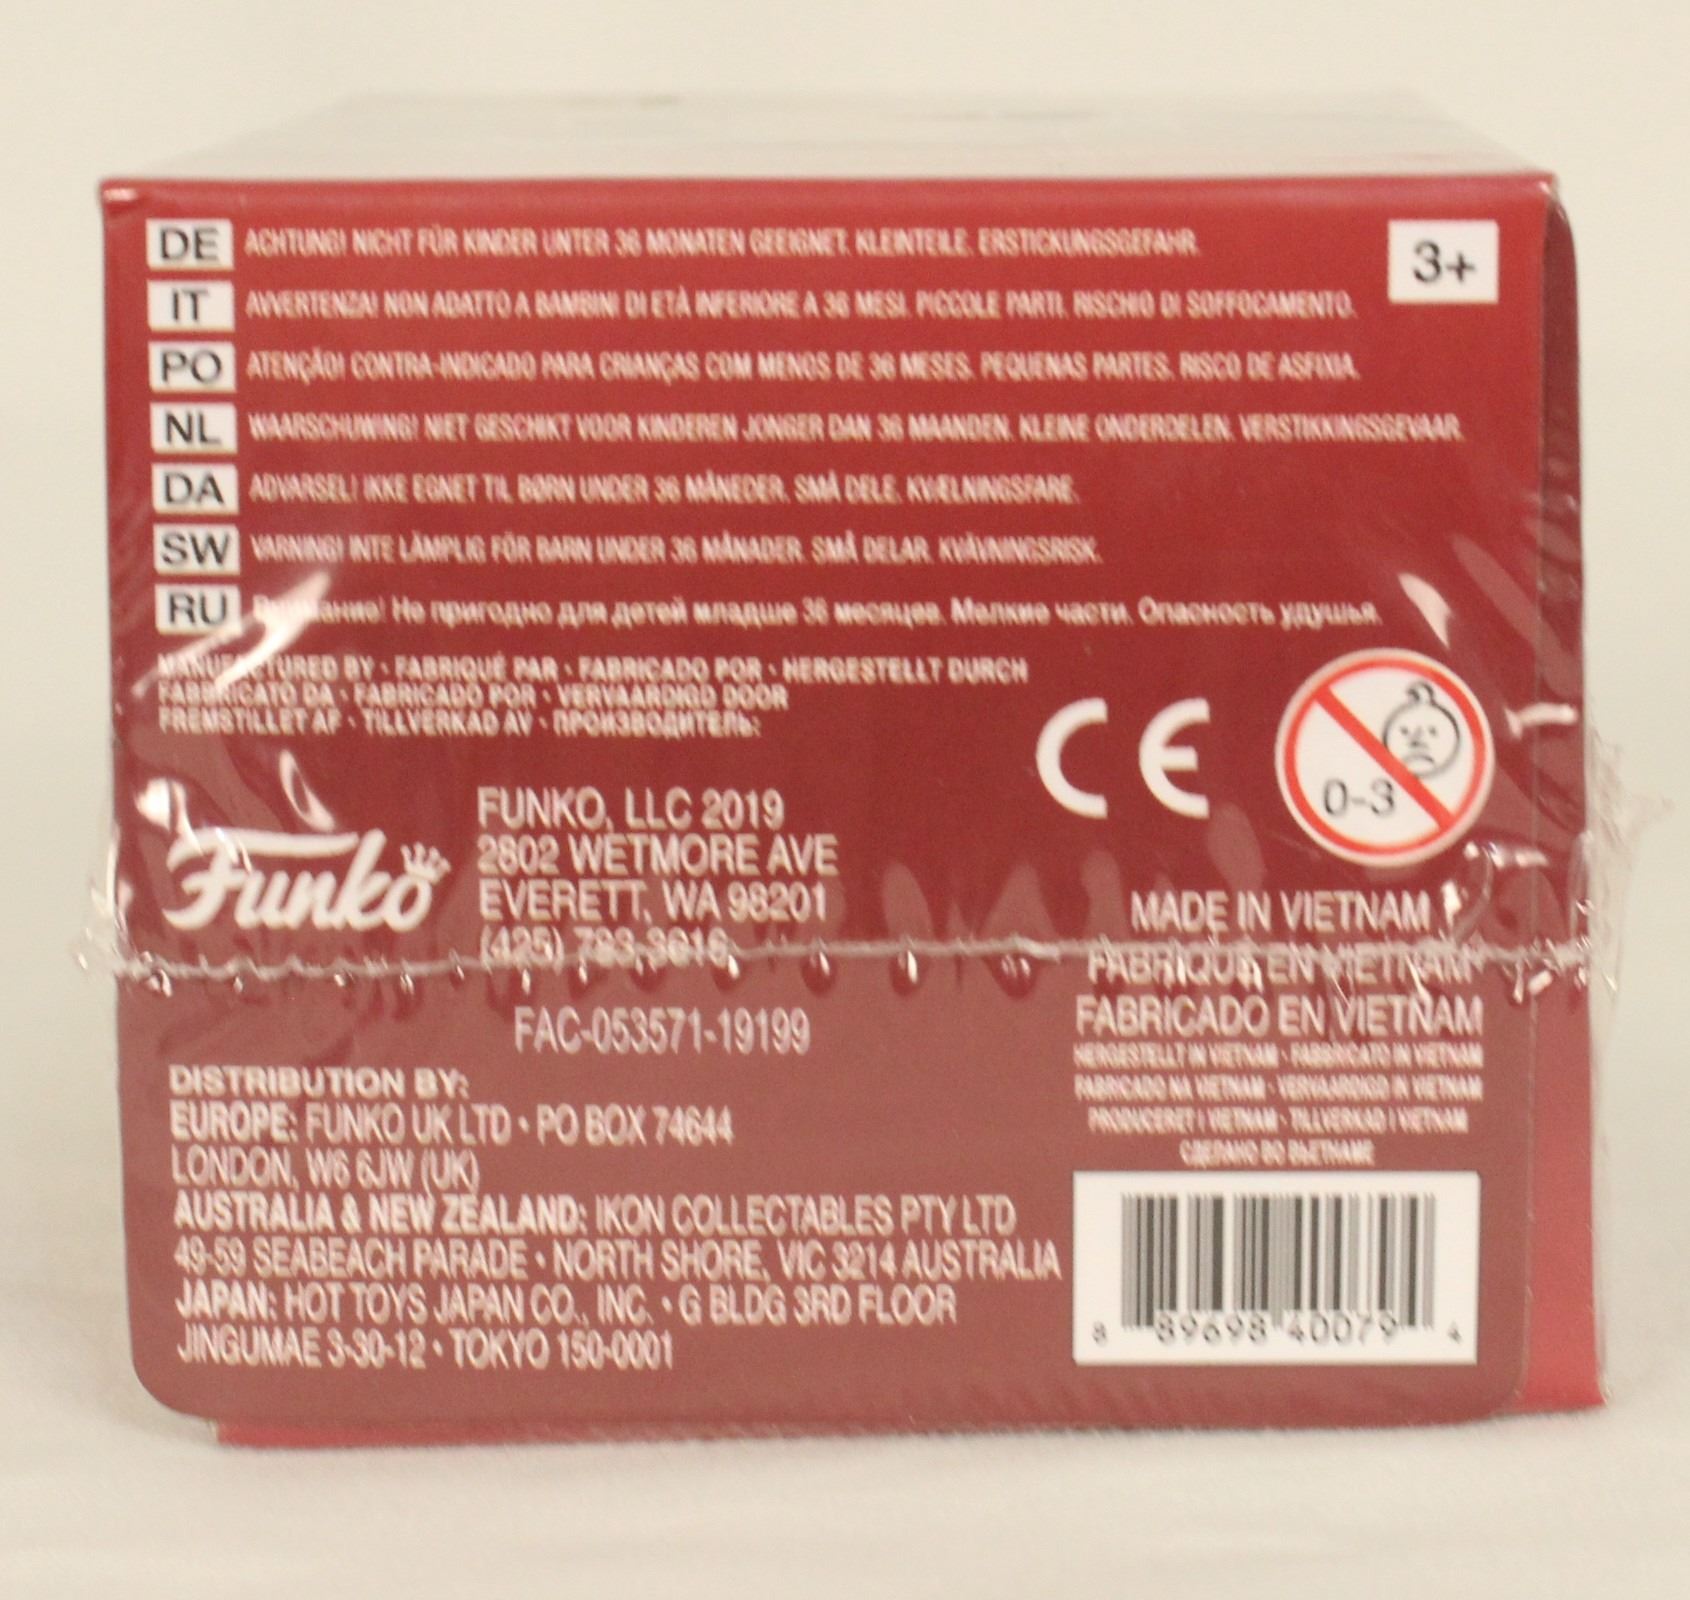 DE ACHTUNG! NICHT FÜR KINDER UNTER 36 MONATEN GEEIGNET. KLEINTEILE. ERSTICKUNGSGEFAHR.
3+
IT AVVERTENZA! NON ADATTO A BAMBINI DI ETÀ INFERIORE A 36 MESI. PICCOLE PARTI. RISCHIO DI SOFFOCAMENTO.
PO ATENÇÃO! CONTRA-INDICADO PARA CRIANÇAS COM MENOS DE 36 MESES. PEQUENAS PARTES. RISCO DE ASFIXIA.
NL WAARSCHUWING! NIET GESCHIKT VOOR KINDEREN JONGER DAN 36 MAANDEN. KLEINE ONDERDELEN. VERSTIKKINGSGEVAAR.
DA ADVARSEL! IKKE EGNET TIL BØRN UNDER 36 MÅNEDER. SMÅ DELE. KVÆLNINGSFARE.
SW VARNING! INTE LÄMPLIG FÖR BARN UNDER 36 MÅNADER. SMÅ DELAR. KVÄVNINGSRISK.
RU Внимание! Не пригодно для детей младше 36 месяцев. Мелкие части. Опасность удушья.
MANUFACTURED BY · FABRIQUÉ PAR · FABRICADO POR · HERGESTELLT DURCH
FABBRICATO DA · FABRICADO POR · VERVAARDIGD DOOR
FREMSTILLET AF · TILLVERKAD AV · ПРОИЗВОДИТЕЛЬ:
CE
0-3
Funko
FUNKO, LLC 2019
2802 WETMORE AVE
EVERETT, WA 98201
(425) 783-3616
FAC-053571-19199
MADE IN VIETNAM
FABRIQUÉ EN VIETNAM
FABRICADO EN VIETNAM
HERGESTELLT IN VIETNAM · FABBRICATO IN VIETNAM
FABRICADO NA VIETNAM · VERVAARDIGD IN VIETNAM
PRODUCERET I VIETNAM · TILLVERKAD I VIETNAM
СДЕЛАНО ВО ВЬЕТНАМЕ
DISTRIBUTION BY:
EUROPE: FUNKO UK LTD • PO BOX 74644
LONDON, W6 6JW (UK)
AUSTRALIA & NEW ZEALAND: IKON COLLECTABLES PTY LTD
49-59 SEABEACH PARADE • NORTH SHORE, VIC 3214 AUSTRALIA
JAPAN: HOT TOYS JAPAN CO., INC. • G BLDG 3RD FLOOR
JINGUMAE 3-30-12 • TOKYO 150-0001
8 89698 40079 4